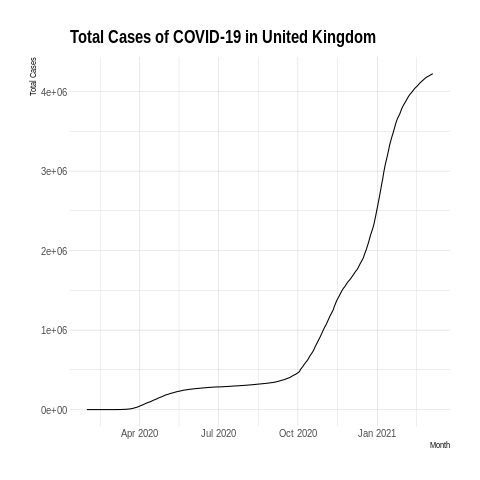 Total Cases of COVID-19 in United Kingdom
Total Cases
4e+06
3e+06
2e+06
1e+06
0e+00
Apr 2020 Jul 2020 Oct 2020 Jan 2021
Month